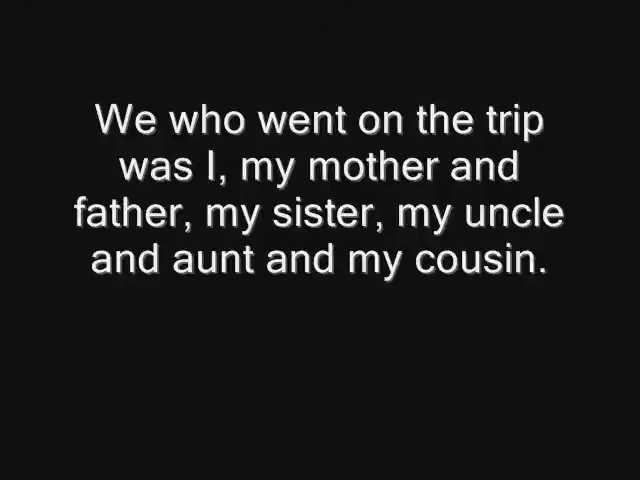 We who went on the trip
was I, my mother and
father, my sister, my uncle
and aunt and my cousin.